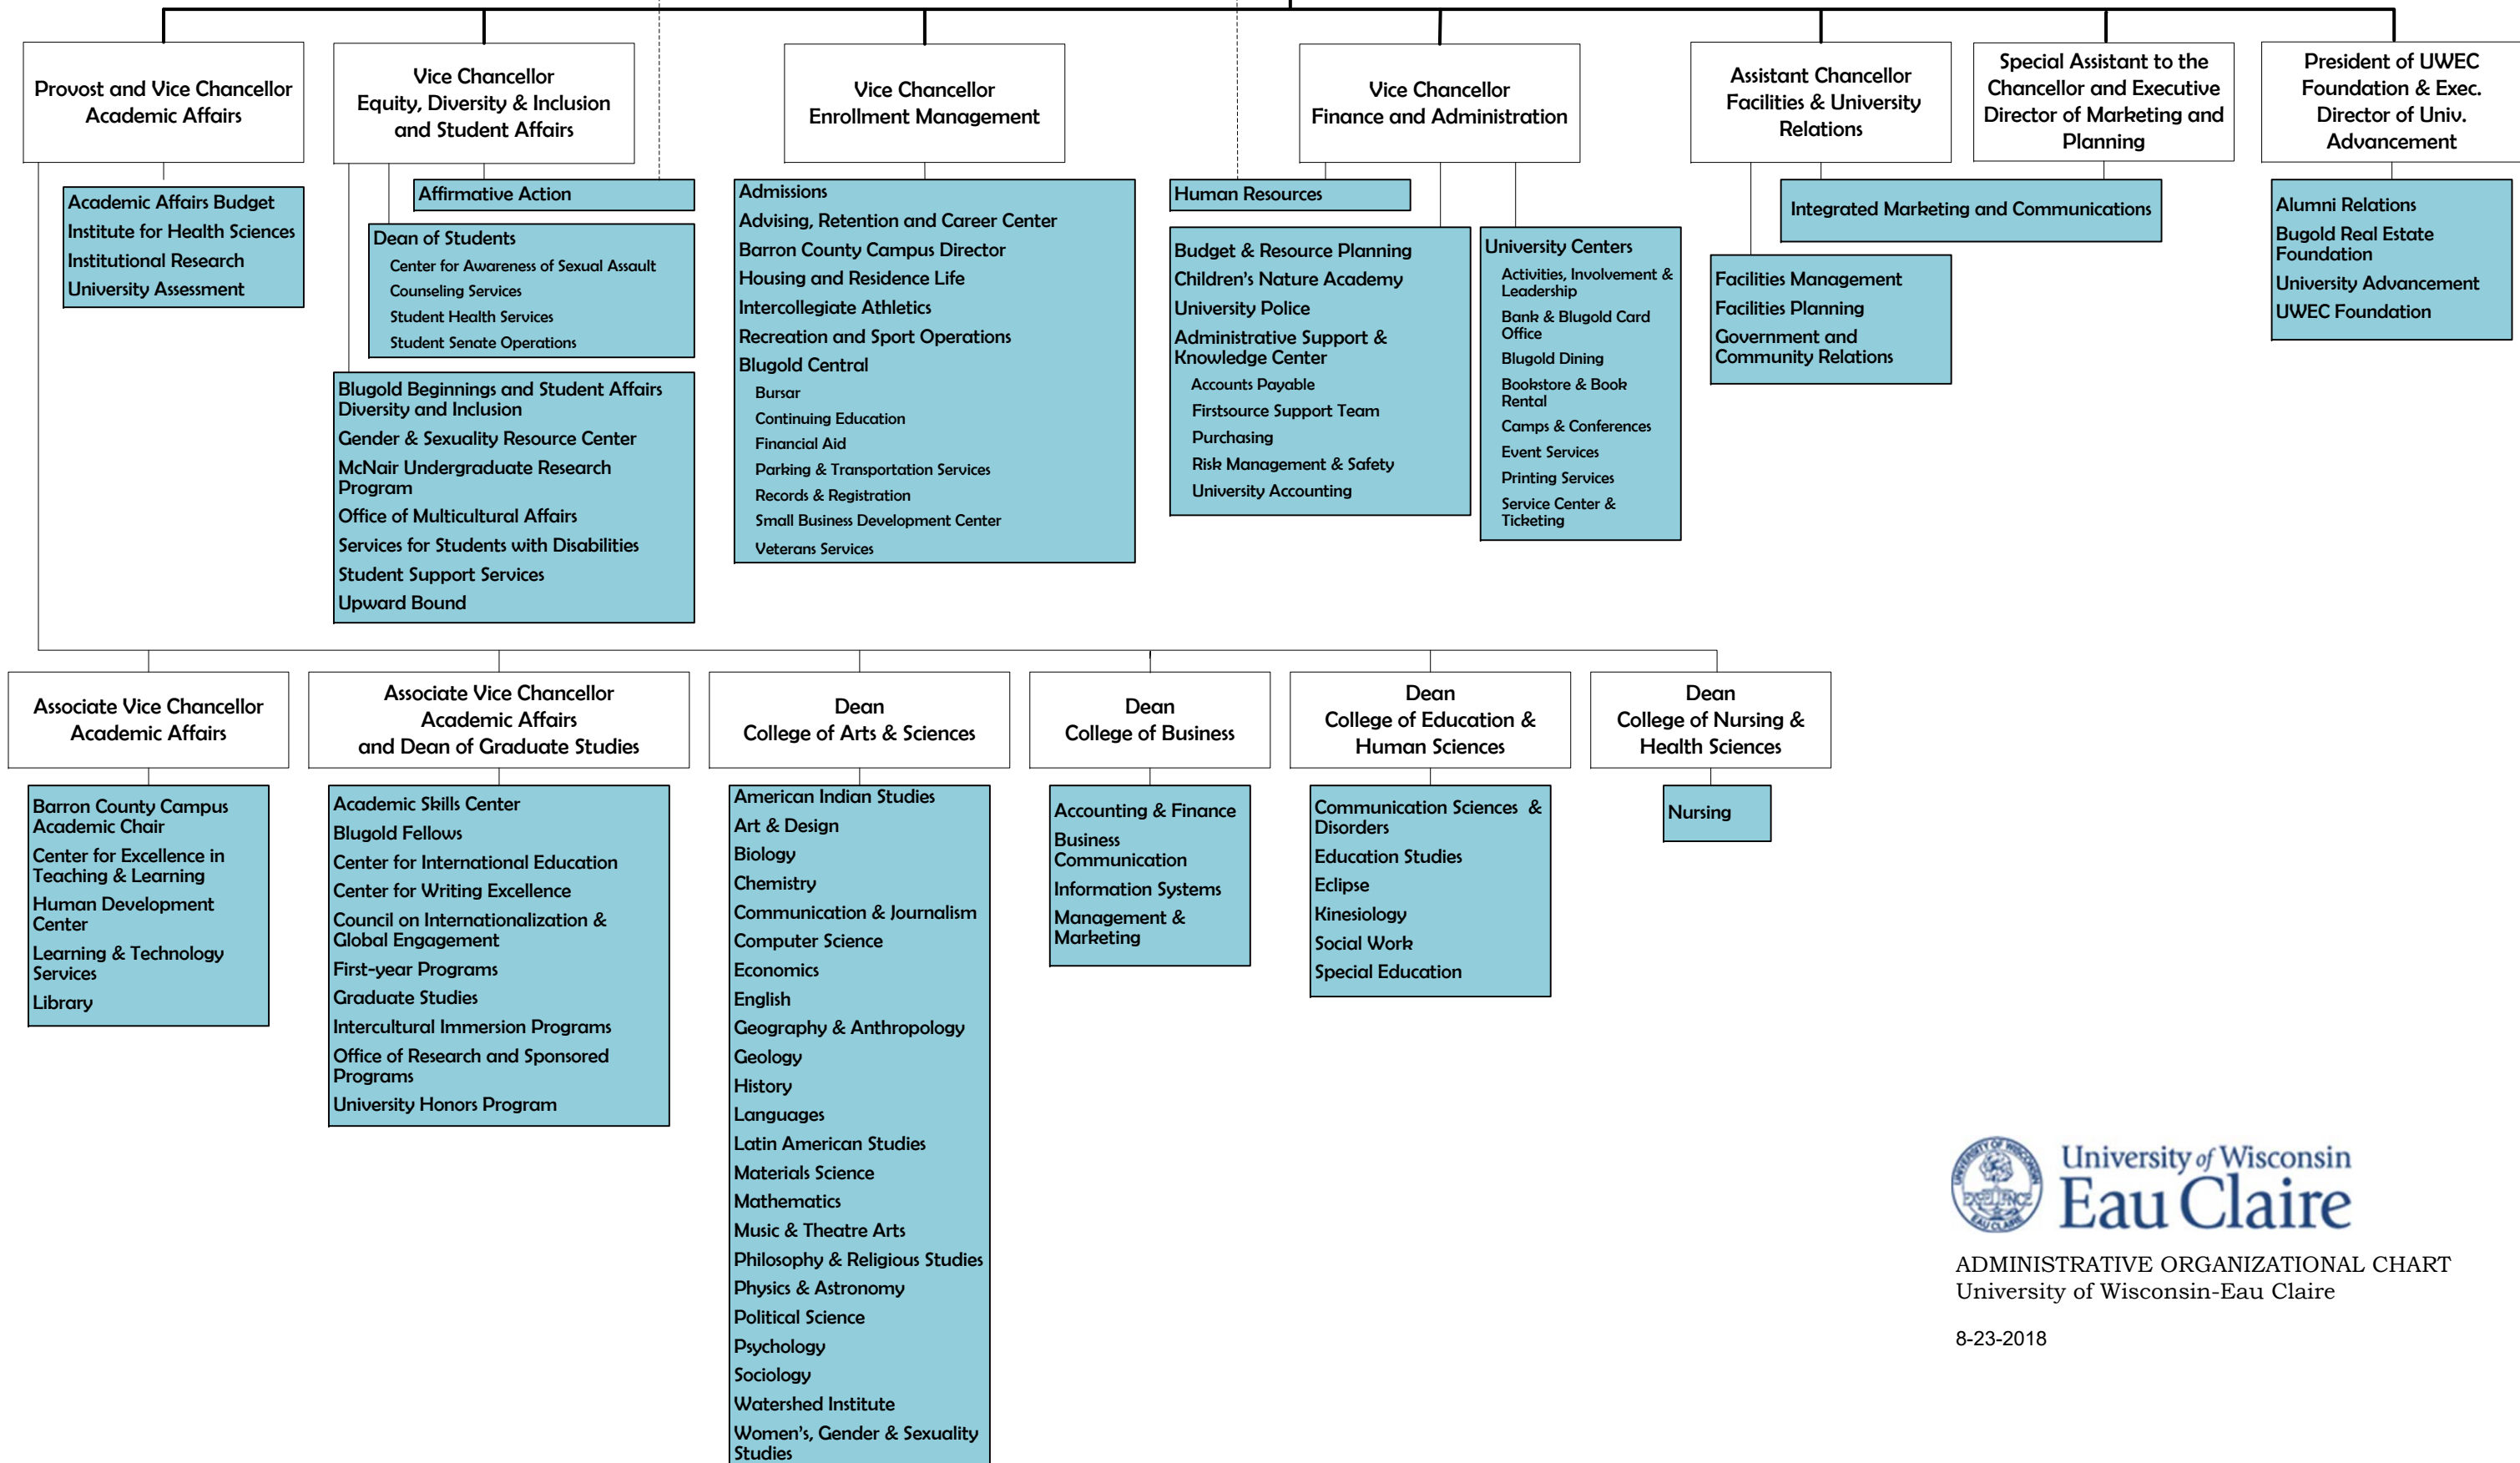 Provost and Vice Chancellor
Academic Affairs
Vice Chancellor
Equity, Diversity & Inclusion
and Student Affairs
Vice Chancellor
Enrollment Management
Vice Chancellor
Finance and Administration
Assistant Chancellor
Facilities & University
Relations
Special Assistant to the
Chancellor and Executive
Director of Marketing and
Planning
President of UWEC
Foundation & Exec.
Director of Univ.
Advancement
Academic Affairs Budget
Institute for Health Sciences
Institutional Research
University Assessment
Affirmative Action
Dean of Students
Center for Awareness of Sexual Assault
Counseling Services
Student Health Services
Student Senate Operations
Blugold Beginnings and Student Affairs
Diversity and Inclusion
Gender & Sexuality Resource Center
McNair Undergraduate Research
Program
Office of Multicultural Affairs
Services for Students with Disabilities
Student Support Services
Upward Bound
Admissions
Advising, Retention and Career Center
Barron County Campus Director
Housing and Residence Life
Intercollegiate Athletics
Recreation and Sport Operations
Blugold Central
Bursar
Continuing Education
Financial Aid
Parking & Transportation Services
Records & Registration
Small Business Development Center
Veterans Services
Human Resources
Budget & Resource Planning
Children's Nature Academy
University Police
Administrative Support &
Knowledge Center
Accounts Payable
Firstsource Support Team
Purchasing
Risk Management & Safety
University Accounting
University Centers
Activities, Involvement &
Leadership
Bank & Blugold Card
Office
Blugold Dining
Bookstore & Book
Rental
Camps & Conferences
Event Services
Printing Services
Service Center &
Ticketing
Integrated Marketing and Communications
Facilities Management
Facilities Planning
Government and
Community Relations
Alumni Relations
Bugold Real Estate
Foundation
University Advancement
UWEC Foundation
Associate Vice Chancellor
Academic Affairs
Associate Vice Chancellor
Academic Affairs
and Dean of Graduate Studies
Dean
College of Arts & Sciences
Dean
College of Business
Dean
College of Education &
Human Sciences
Dean
College of Nursing &
Health Sciences
Barron County Campus
Academic Chair
Center for Excellence in
Teaching & Learning
Human Development
Center
Learning & Technology
Services
Library
Academic Skills Center
Blugold Fellows
Center for International Education
Center for Writing Excellence
Council on Internationalization &
Global Engagement
First-year Programs
Graduate Studies
Intercultural Immersion Programs
Office of Research and Sponsored
Programs
University Honors Program
American Indian Studies
Art & Design
Biology
Chemistry
Communication & Journalism
Computer Science
Economics
English
Geography & Anthropology
Geology
History
Languages
Latin American Studies
Materials Science
Mathematics
Music & Theatre Arts
Philosophy & Religious Studies
Physics & Astronomy
Political Science
Psychology
Sociology
Watershed Institute
Women's, Gender & Sexuality
Studies
Accounting & Finance
Business
Communication
Information Systems
Management &
Marketing
Communication Sciences &
Disorders
Education Studies
Eclipse
Kinesiology
Social Work
Special Education
Nursing
UNIVERSITY OF WISCONSIN
EXCELLENCE
EAU CLAIRE
University of Wisconsin
Eau Claire
ADMINISTRATIVE ORGANIZATIONAL CHART
University of Wisconsin-Eau Claire
8-23-2018